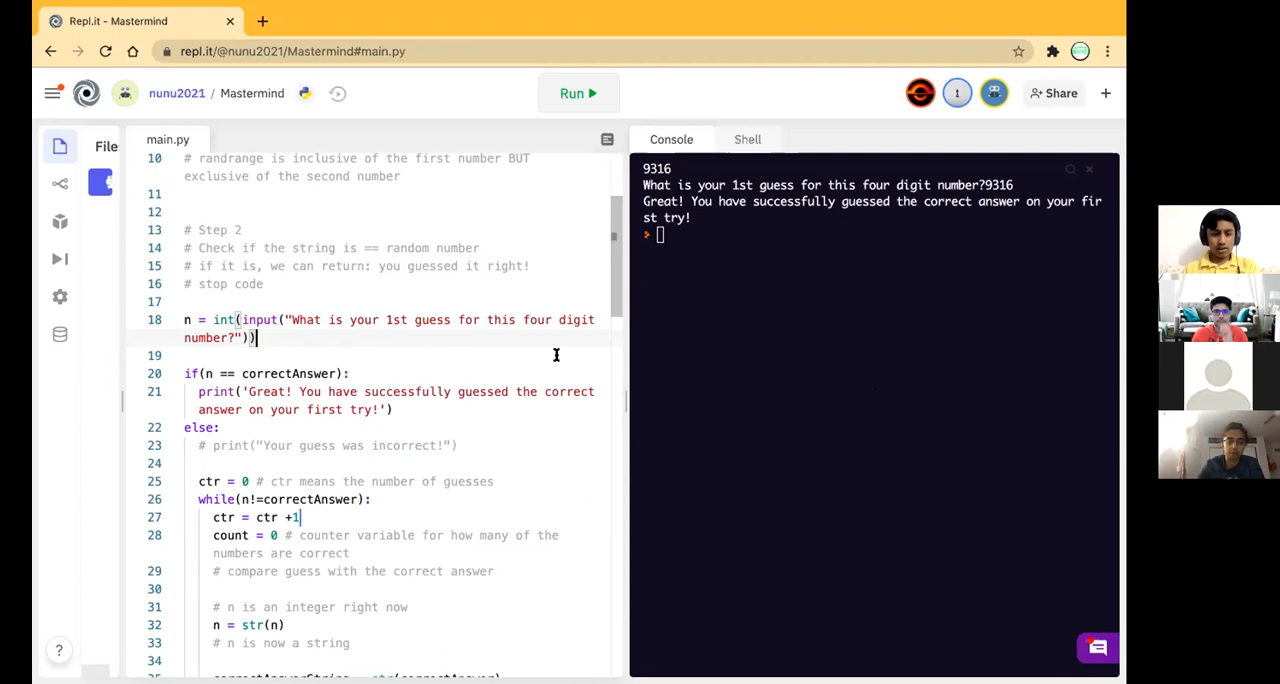 Repl.it - Mastermind
repl.it/@nunu2021/Mastermind#main.py
nunu2021 / Mastermind
Run
1
Share
File
main.py
Console
Shell
10 # randrange is inclusive of the first number BUT
exclusive of the second number
11
12
13 # Step 2
14 # Check if the string is == random number
15 # if it is, we can return: you guessed it right!
16 # stop code
17
18 n = int(input("What is your 1st guess for this four digit
number?"))
19
20 if(n == correctAnswer):
21 print('Great! You have successfully guessed the correct
answer on your first try!')
22 else:
23 # print("Your guess was incorrect!")
24
25 ctr = 0 # ctr means the number of guesses
26 while(n!=correctAnswer):
27 ctr = ctr +1
28 count = 0 # counter variable for how many of the
numbers are correct
29 # compare guess with the correct answer
30
31 # n is an integer right now
32 n = str(n)
33 # n is now a string
34
35 correctAnswerString = str(correctAnswer)
9316
What is your 1st guess for this four digit number?9316
Great! You have successfully guessed the correct answer on your fir
st try!
>
?